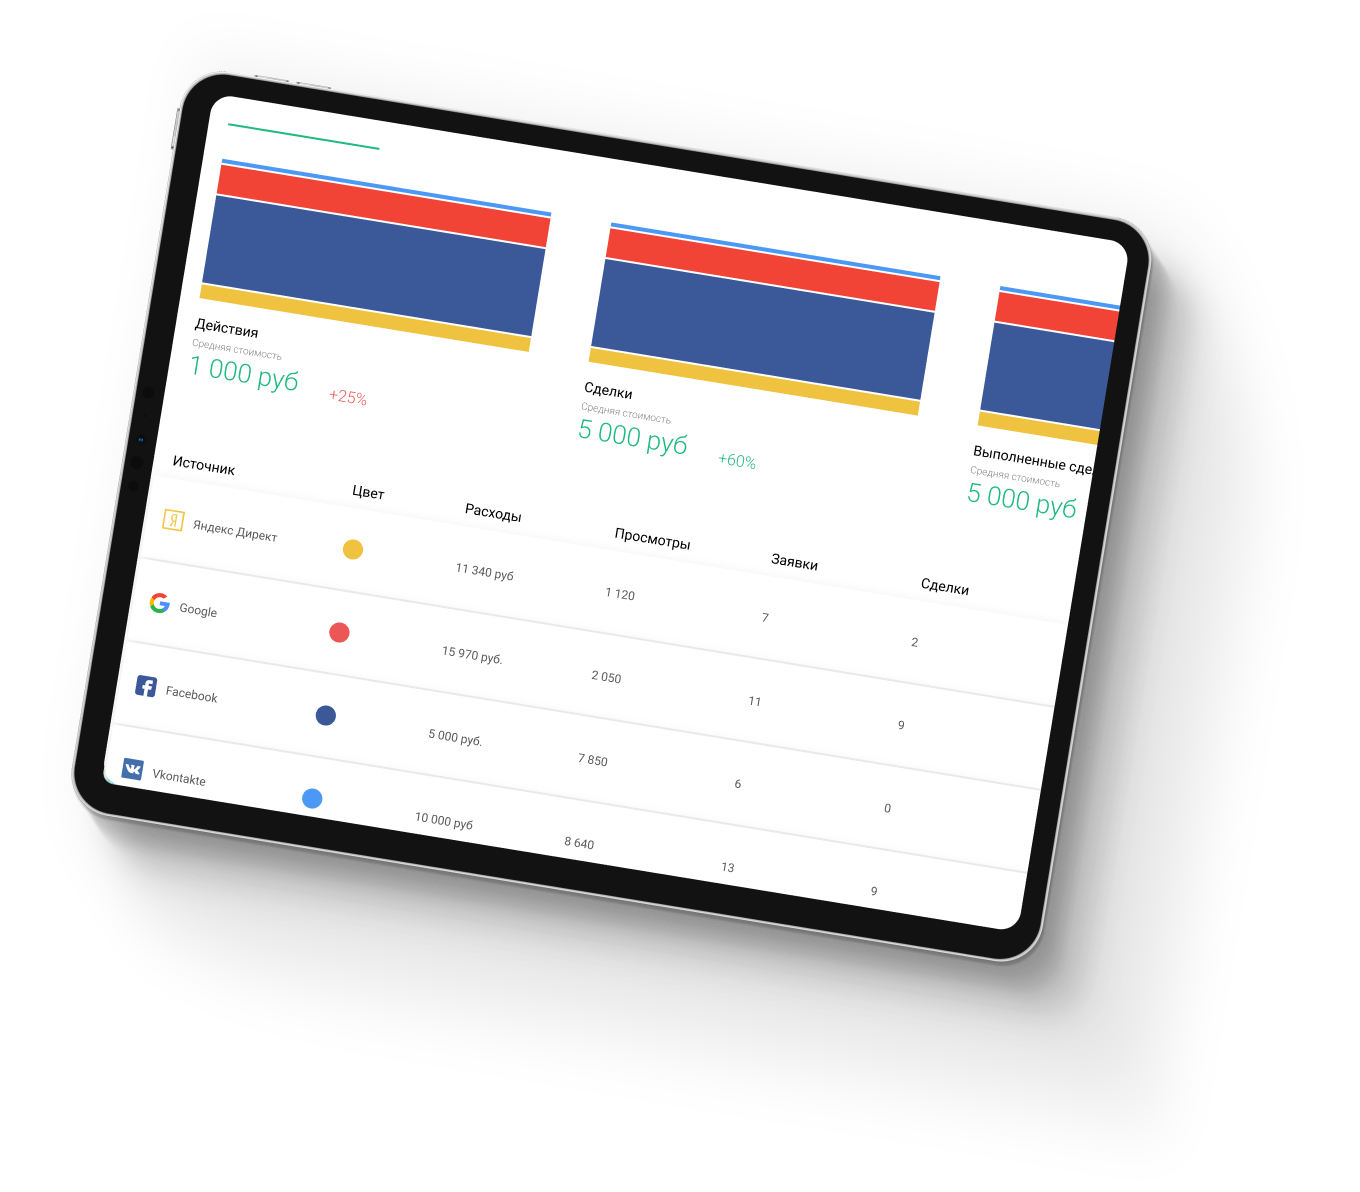 Действия
Средняя стоимость
1 000 руб +25%
Сделки
Средняя стоимость
5 000 руб +60%
Выполненные сде
Средняя стоимость
5 000 руб
Источник Цвет Расходы Просмотры Заявки Сделки
Я Яндекс Директ 11 340 руб 1 120 7 2
Google 15 970 руб. 2 050 11 9
Facebook 5 000 руб. 7 850 6 0
Vkontakte 10 000 руб 8 640 13 9